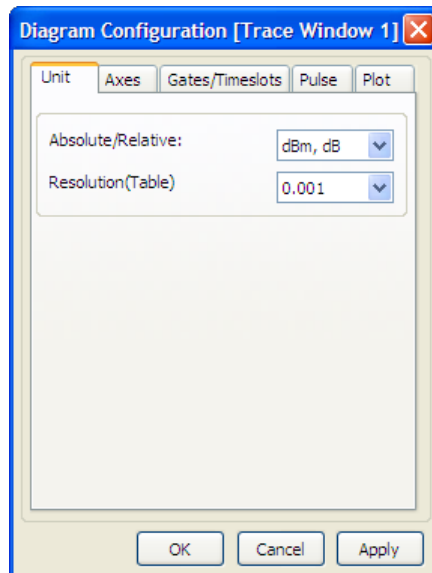 Diagram Configuration [Trace Window 1]
Unit Axes Gates/Timeslots Pulse Plot
Absolute/Relative: dBm, dB
Resolution(Table) 0.001
OK Cancel Apply